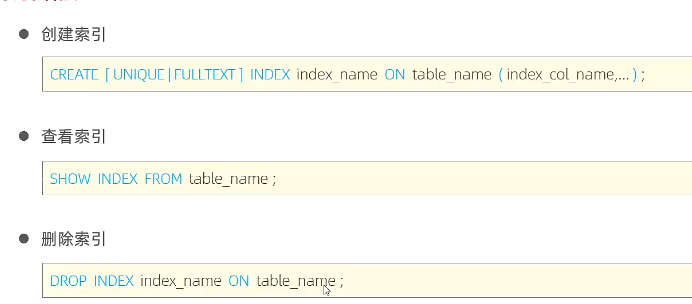 创建索引
CREATE [ UNIQUE | FULLTEXT ] INDEX index_name ON table_name ( index_col_name,... ) ;
查看索引
SHOW INDEX FROM table_name ;
删除索引
DROP INDEX index_name ON table_name ;